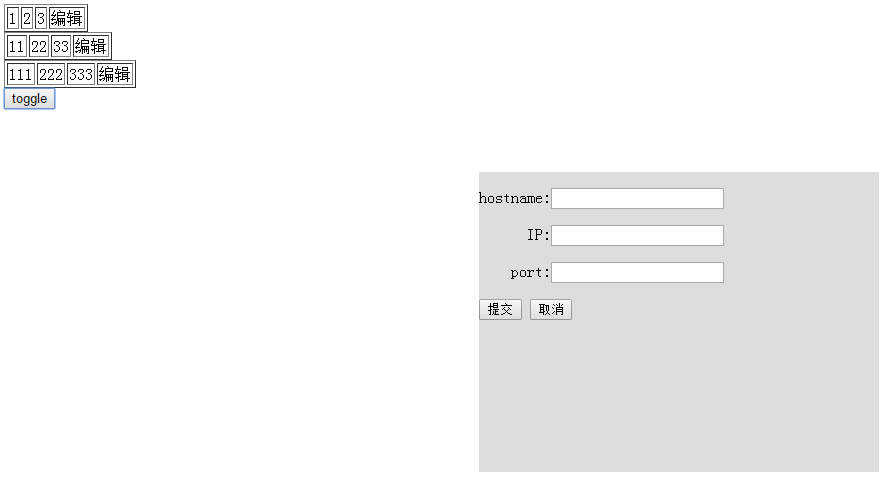 1 2 3 编辑
11 22 33 编辑
111 222 333 编辑
toggle
hostname:
IP:
port:
提交 取消